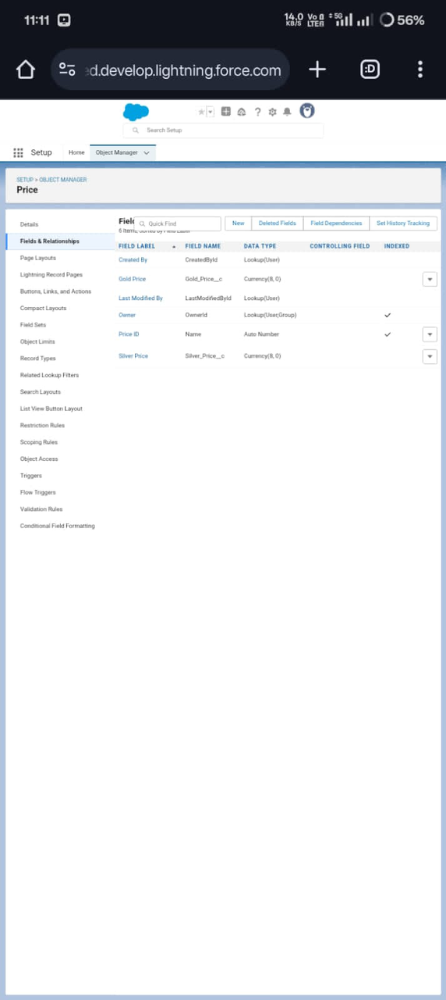 11:11
14.0 KB/S Vo LTE 5G 56%
ed.develop.lightning.force.com
:D
Search Setup
Setup Home Object Manager
SETUP > OBJECT MANAGER
Price
Details
Fields & Relationships
Page Layouts
Lightning Record Pages
Buttons, Links, and Actions
Compact Layouts
Field Sets
Object Limits
Record Types
Related Lookup Filters
Search Layouts
List View Button Layout
Restriction Rules
Scoping Rules
Object Access
Triggers
Flow Triggers
Validation Rules
Conditional Field Formatting
Quick Find New Deleted Fields Field Dependencies Set History Tracking
6 Items, Sorted by Field Label
FIELD LABEL FIELD NAME DATA TYPE CONTROLLING FIELD INDEXED
Created By CreatedById Lookup(User)
Gold Price Gold_Price__c Currency(8, 0)
Last Modified By LastModifiedById Lookup(User)
Owner OwnerId Lookup(User,Group)
Price ID Name Auto Number
Silver Price Silver_Price__c Currency(8, 0)